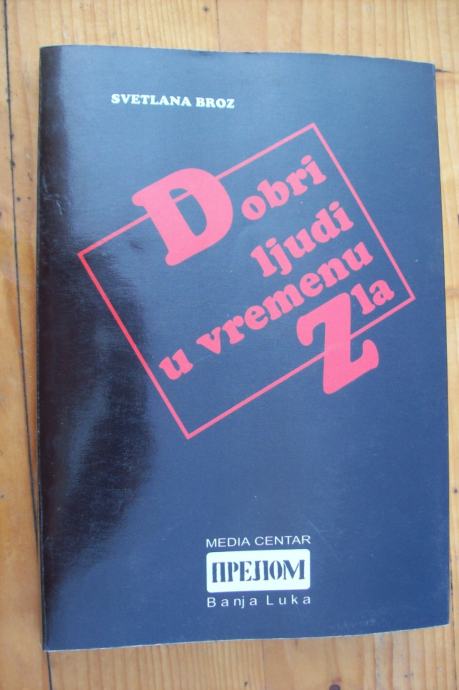 SVETLANA BROZ
Dobri
ljudi
u vremenu
Zla
MEDIA CENTAR
ПРЕЛОМ
Banja Luka